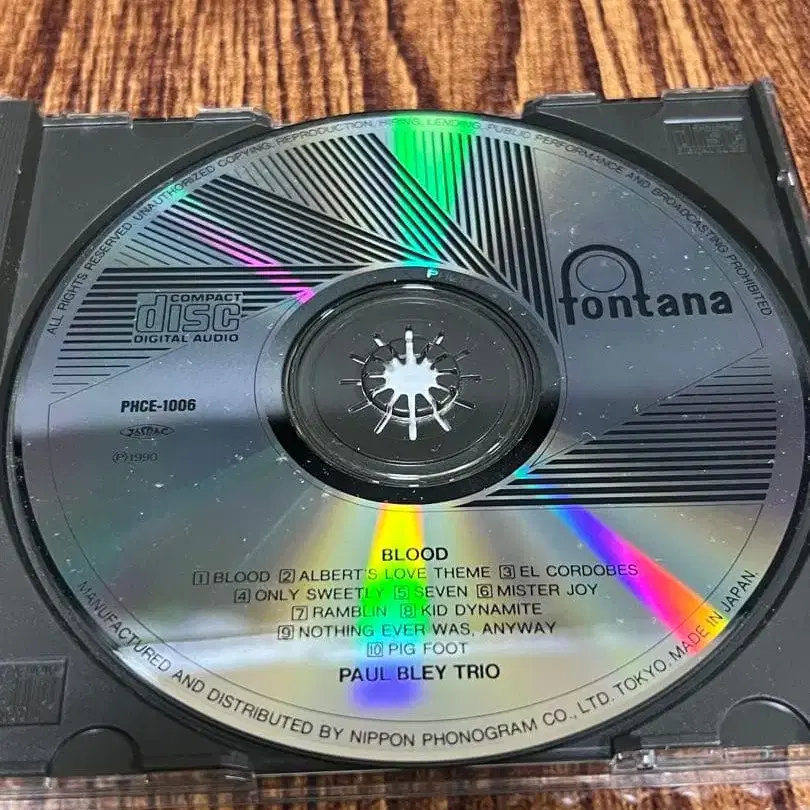 ALL RIGHTS RESERVED. UNAUTHORIZED COPYING, REPRODUCTION, HIRING, LENDING, PUBLIC PERFORMANCE AND BROADCASTING PROHIBITED
fontana
COMPACT
disc
DIGITAL AUDIO
PHCE-1006
JASRAC
Ⓟ1990
BLOOD
1 BLOOD 2 ALBERT'S LOVE THEME 3 EL CORDOBES
4 ONLY SWEETLY 5 SEVEN 6 MISTER JOY
7 RAMBLIN 8 KID DYNAMITE
9 NOTHING EVER WAS, ANYWAY
10 PIG FOOT
PAUL BLEY TRIO
MANUFACTURED AND DISTRIBUTED BY NIPPON PHONOGRAM CO., LTD. TOKYO. MADE IN JAPAN.